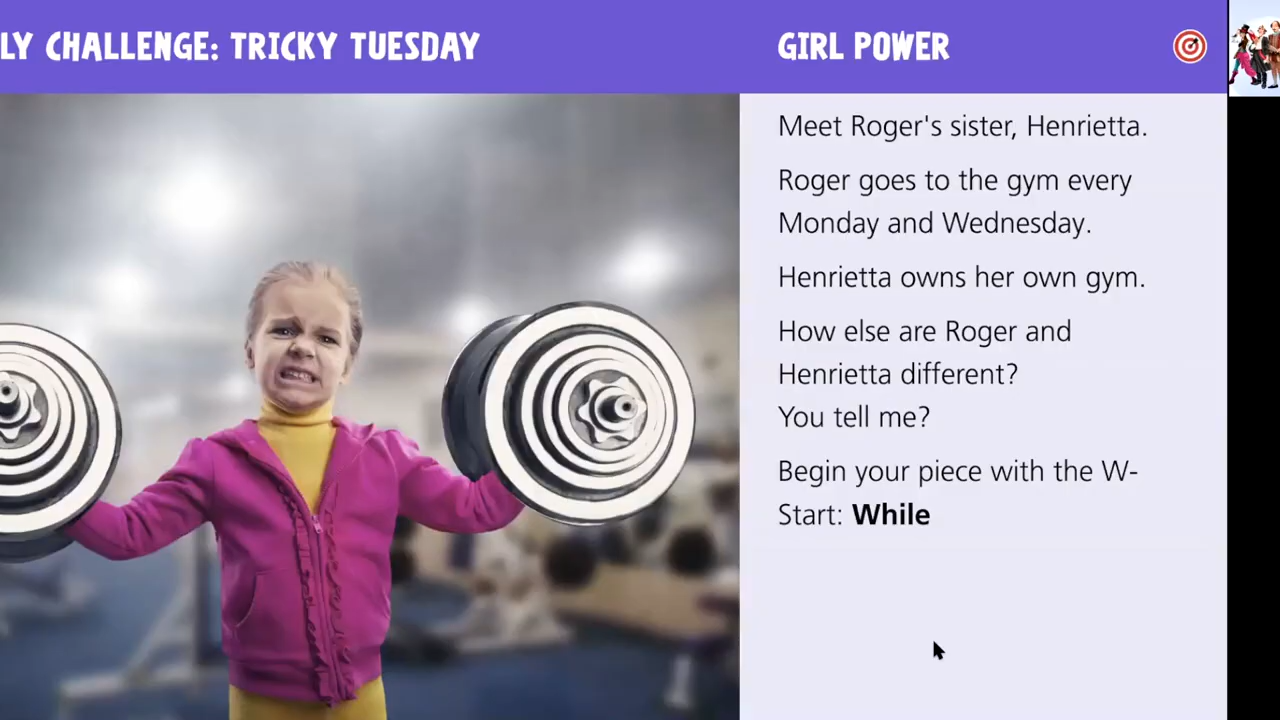 LY CHALLENGE: TRICKY TUESDAY
GIRL POWER
Meet Roger's sister, Henrietta.
Roger goes to the gym every
Monday and Wednesday.
Henrietta owns her own gym.
How else are Roger and
Henrietta different?
You tell me?
Begin your piece with the W-
Start: While